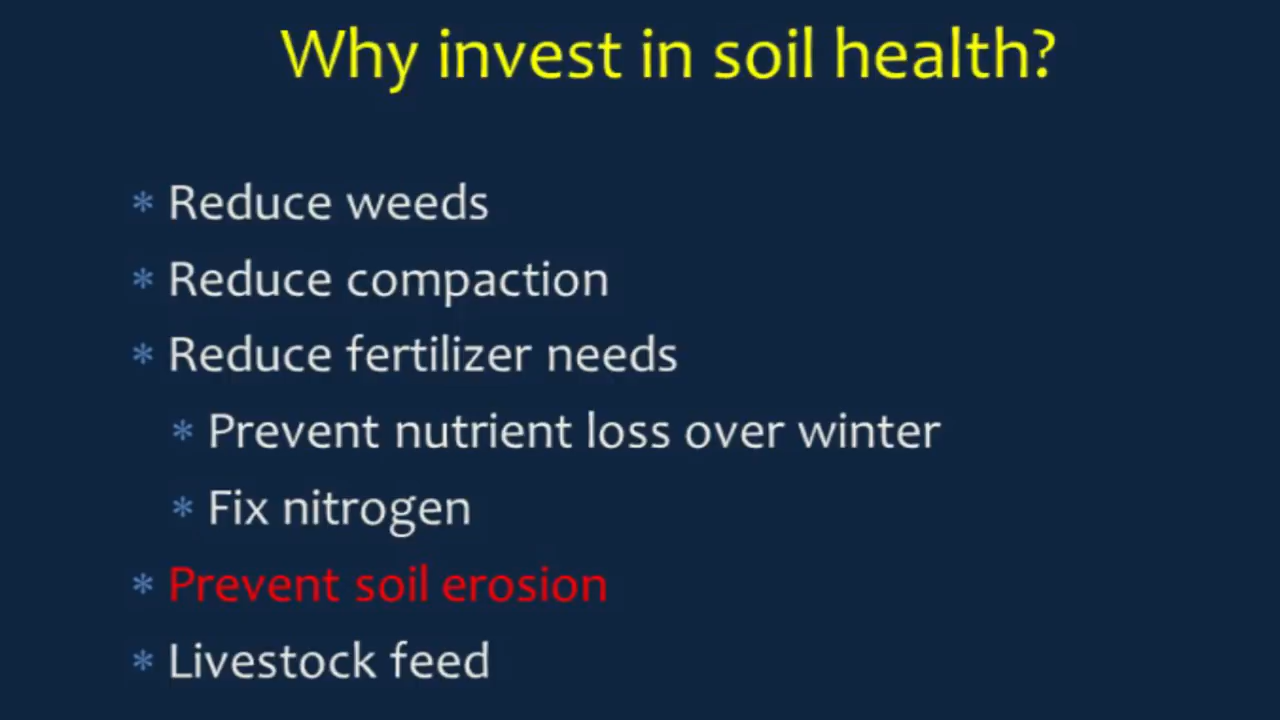 Why invest in soil health?
* Reduce weeds
* Reduce compaction
* Reduce fertilizer needs
* Prevent nutrient loss over winter
* Fix nitrogen
* Prevent soil erosion
* Livestock feed